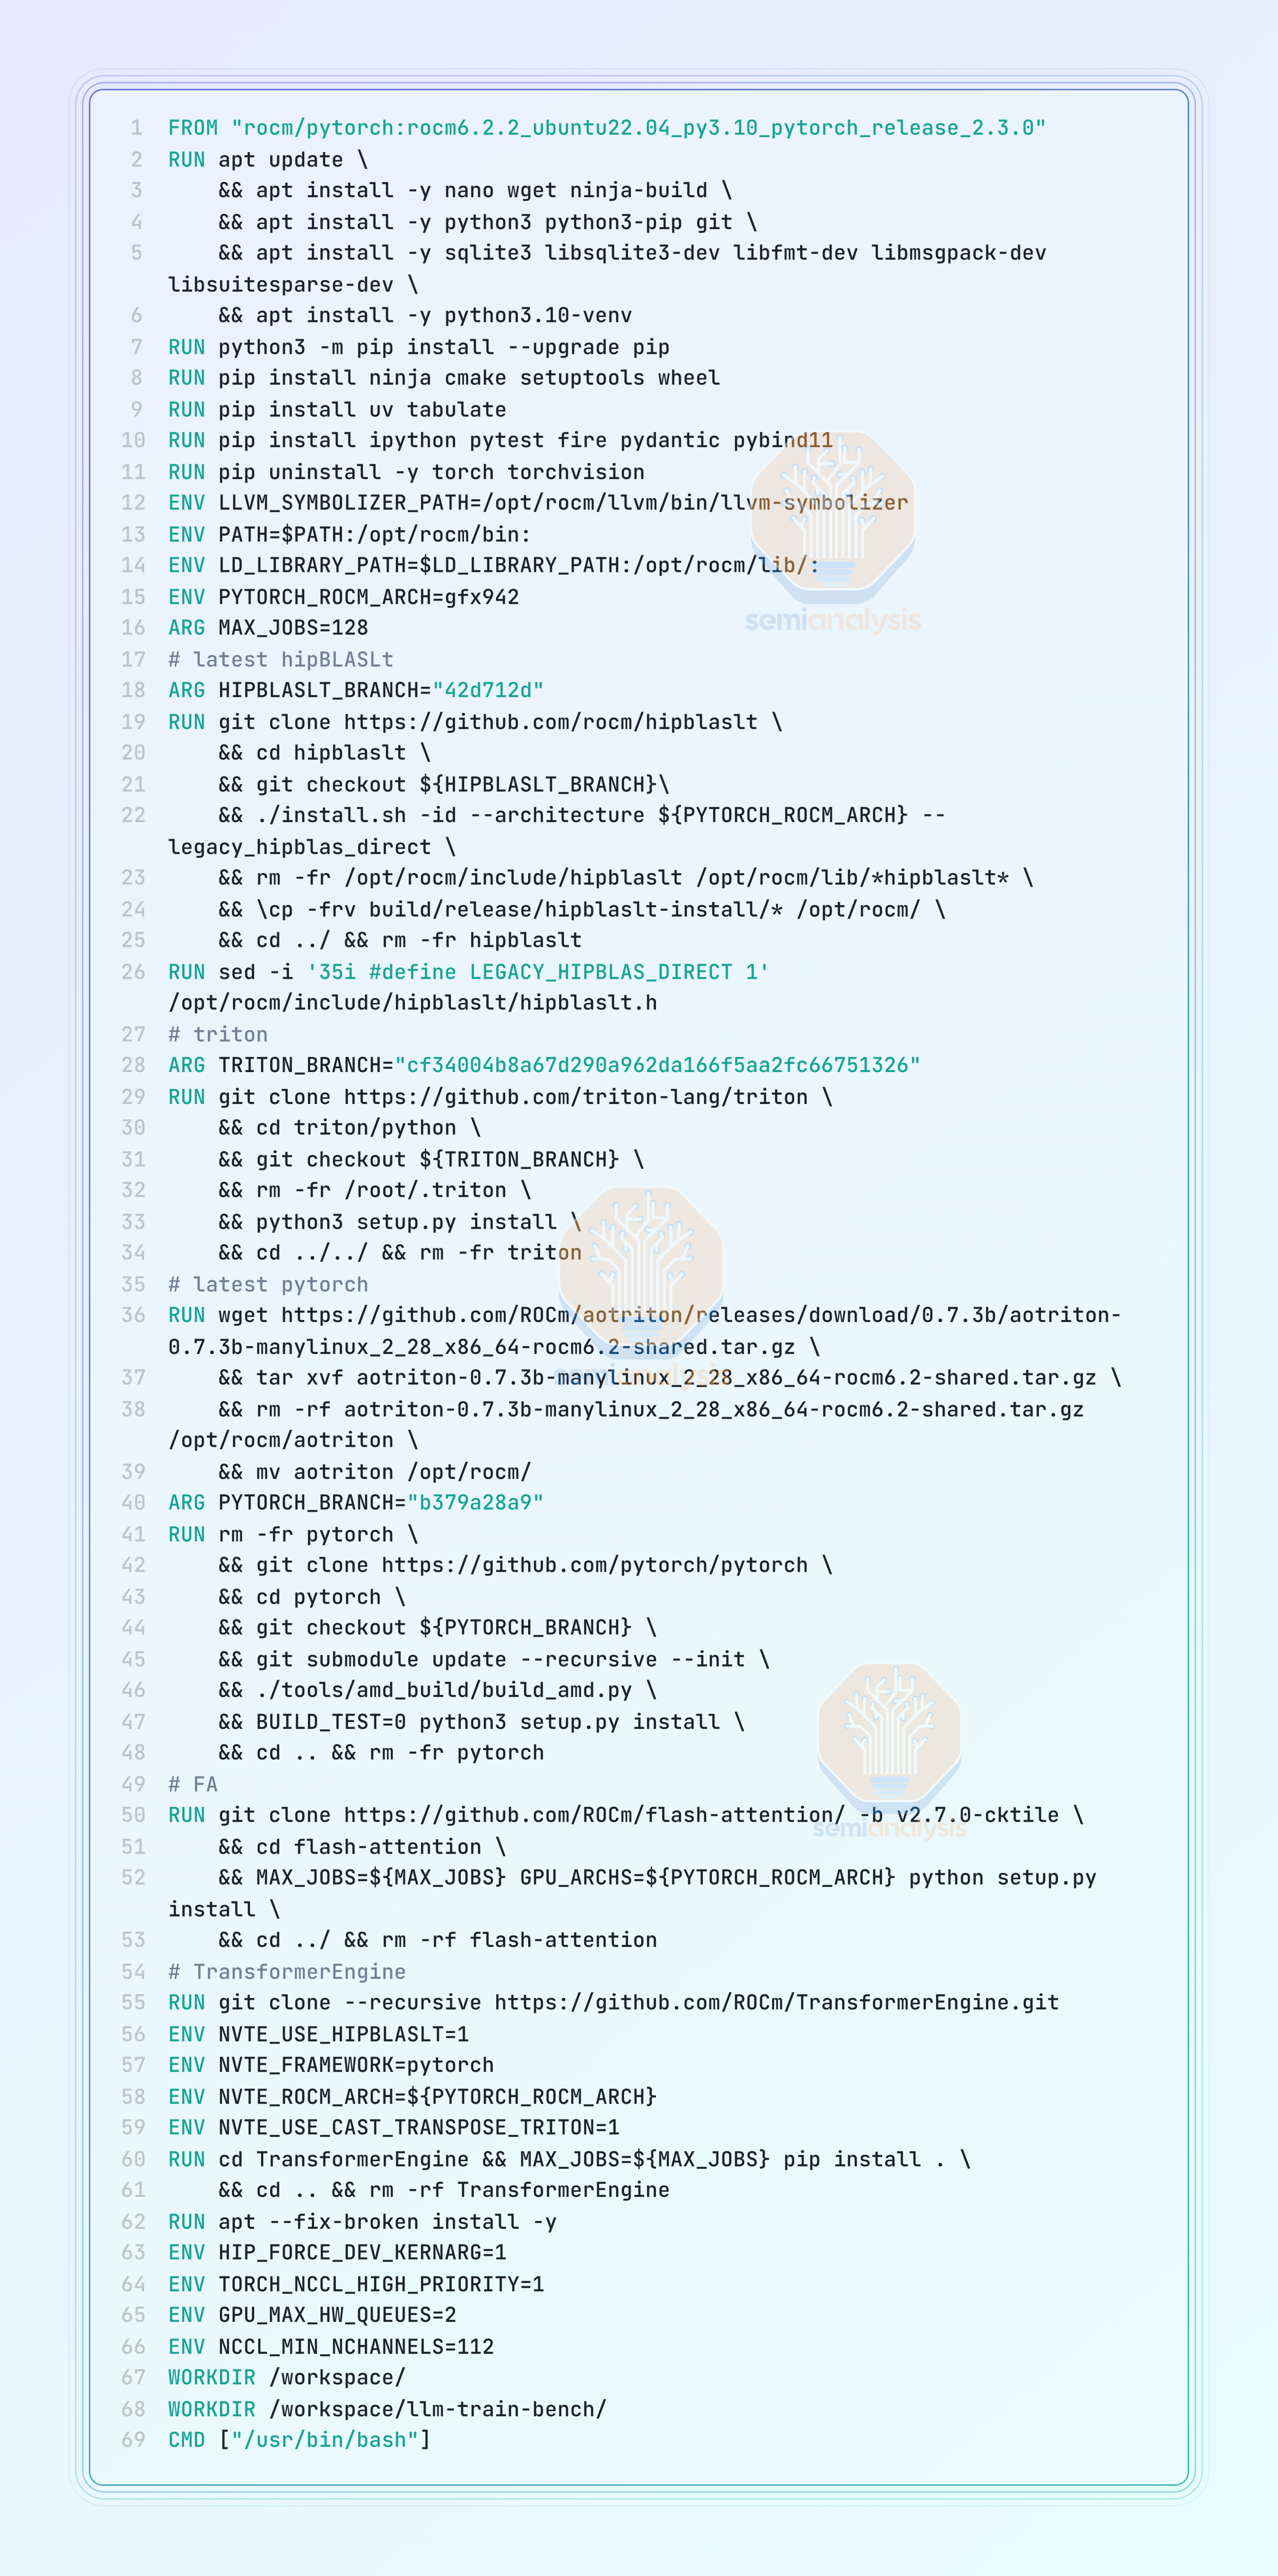 1 FROM "rocm/pytorch:rocm6.2.2_ubuntu22.04_py3.10_pytorch_release_2.3.0"
2 RUN apt update \
3     && apt install -y nano wget ninja-build \
4     && apt install -y python3 python3-pip git \
5     && apt install -y sqlite3 libsqlite3-dev libfmt-dev libmsgpack-dev
libsuitesparse-dev \
6     && apt install -y python3.10-venv
7 RUN python3 -m pip install --upgrade pip
8 RUN pip install ninja cmake setuptools wheel
9 RUN pip install uv tabulate
10 RUN pip install ipython pytest fire pydantic pybind11
11 RUN pip uninstall -y torch torchvision
12 ENV LLVM_SYMBOLIZER_PATH=/opt/rocm/llvm/bin/llvm-symbolizer
13 ENV PATH=$PATH:/opt/rocm/bin:
14 ENV LD_LIBRARY_PATH=$LD_LIBRARY_PATH:/opt/rocm/lib/:
15 ENV PYTORCH_ROCM_ARCH=gfx942
semianalysis
16 ARG MAX_JOBS=128
17 # latest hipBLASLt
18 ARG HIPBLASLT_BRANCH="42d712d"
19 RUN git clone https://github.com/rocm/hipblaslt \
20     && cd hipblaslt \
21     && git checkout ${HIPBLASLT_BRANCH}\
22     && ./install.sh -id --architecture ${PYTORCH_ROCM_ARCH} --
legacy_hipblas_direct \
23     && rm -fr /opt/rocm/include/hipblaslt /opt/rocm/lib/*hipblaslt* \
24     && \cp -frv build/release/hipblaslt-install/* /opt/rocm/ \
25     && cd ../ && rm -fr hipblaslt
26 RUN sed -i '35i #define LEGACY_HIPBLAS_DIRECT 1'
/opt/rocm/include/hipblaslt/hipblaslt.h
27 # triton
28 ARG TRITON_BRANCH="cf34004b8a67d290a962da166f5aa2fc66751326"
29 RUN git clone https://github.com/triton-lang/triton \
30     && cd triton/python \
31     && git checkout ${TRITON_BRANCH} \
32     && rm -fr /root/.triton \
33     && python3 setup.py install \
34     && cd ../../ && rm -fr triton
35 # latest pytorch
36 RUN wget https://github.com/ROCm/aotriton/releases/download/0.7.3b/aotriton-
0.7.3b-manylinux_2_28_x86_64-rocm6.2-shared.tar.gz \
37     && tar xvf aotriton-0.7.3b-manylinux_2_28_x86_64-rocm6.2-shared.tar.gz \
semianalysis
38     && rm -rf aotriton-0.7.3b-manylinux_2_28_x86_64-rocm6.2-shared.tar.gz
/opt/rocm/aotriton \
39     && mv aotriton /opt/rocm/
40 ARG PYTORCH_BRANCH="b379a28a9"
41 RUN rm -fr pytorch \
42     && git clone https://github.com/pytorch/pytorch \
43     && cd pytorch \
44     && git checkout ${PYTORCH_BRANCH} \
45     && git submodule update --recursive --init \
46     && ./tools/amd_build/build_amd.py \
47     && BUILD_TEST=0 python3 setup.py install \
48     && cd .. && rm -fr pytorch
49 # FA
50 RUN git clone https://github.com/ROCm/flash-attention/ -b v2.7.0-cktile \
semianalysis
51     && cd flash-attention \
52     && MAX_JOBS=${MAX_JOBS} GPU_ARCHS=${PYTORCH_ROCM_ARCH} python setup.py
install \
53     && cd ../ && rm -rf flash-attention
54 # TransformerEngine
55 RUN git clone --recursive https://github.com/ROCm/TransformerEngine.git
56 ENV NVTE_USE_HIPBLASLT=1
57 ENV NVTE_FRAMEWORK=pytorch
58 ENV NVTE_ROCM_ARCH=${PYTORCH_ROCM_ARCH}
59 ENV NVTE_USE_CAST_TRANSPOSE_TRITON=1
60 RUN cd TransformerEngine && MAX_JOBS=${MAX_JOBS} pip install . \
61     && cd .. && rm -rf TransformerEngine
62 RUN apt --fix-broken install -y
63 ENV HIP_FORCE_DEV_KERNARG=1
64 ENV TORCH_NCCL_HIGH_PRIORITY=1
65 ENV GPU_MAX_HW_QUEUES=2
66 ENV NCCL_MIN_NCHANNELS=112
67 WORKDIR /workspace/
68 WORKDIR /workspace/llm-train-bench/
69 CMD ["/usr/bin/bash"]